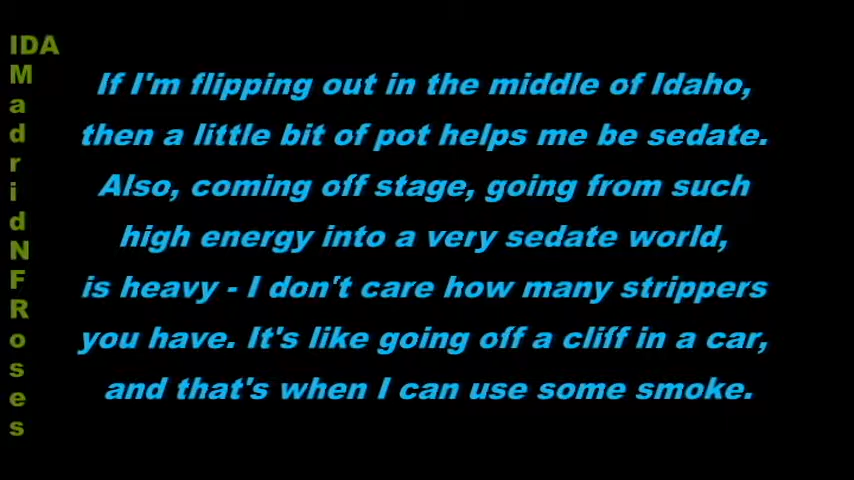 IDA
M
a
d
r
i
d
N
F
R
o
s
e
s
If I'm flipping out in the middle of Idaho,
then a little bit of pot helps me be sedate.
Also, coming off stage, going from such
high energy into a very sedate world,
is heavy - I don't care how many strippers
you have. It's like going off a cliff in a car,
and that's when I can use some smoke.